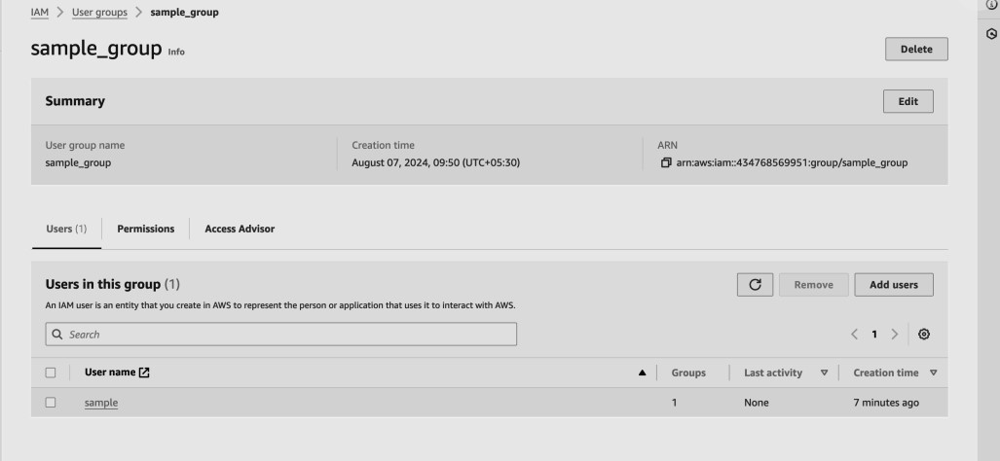 IAM > User groups > sample_group
sample_group Info
Delete
Summary
Edit
User group name
sample_group
Creation time
August 07, 2024, 09:50 (UTC+05:30)
ARN
arn:aws:iam::434768569951:group/sample_group
Users (1)
Permissions
Access Advisor
Users in this group (1)
Remove
Add users
An IAM user is an entity that you create in AWS to represent the person or application that uses it to interact with AWS.
Search
1
User name
Groups
Last activity
Creation time
sample
1
None
7 minutes ago